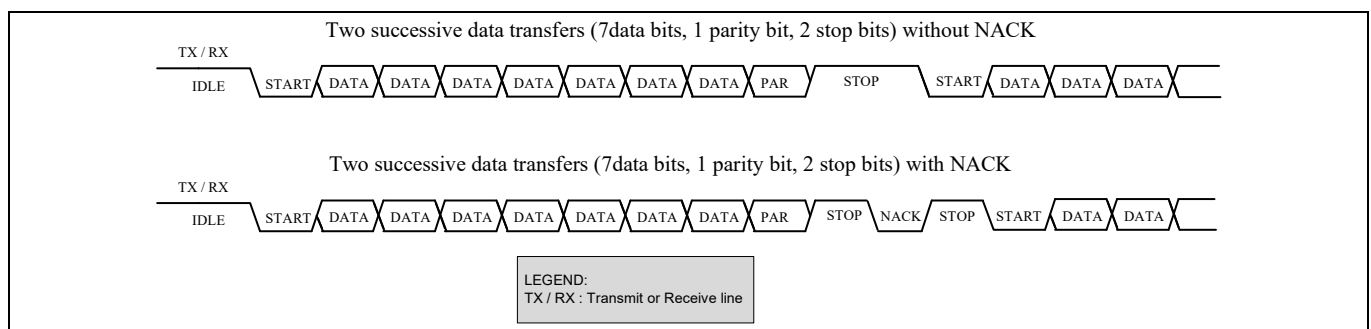 Two successive data transfers (7data bits, 1 parity bit, 2 stop bits) without NACK
TX / RX
IDLE START DATA DATA DATA DATA DATA DATA DATA PAR STOP START DATA DATA DATA
Two successive data transfers (7data bits, 1 parity bit, 2 stop bits) with NACK
TX / RX
IDLE START DATA DATA DATA DATA DATA DATA DATA PAR STOP NACK STOP START DATA DATA
LEGEND:
TX / RX : Transmit or Receive line